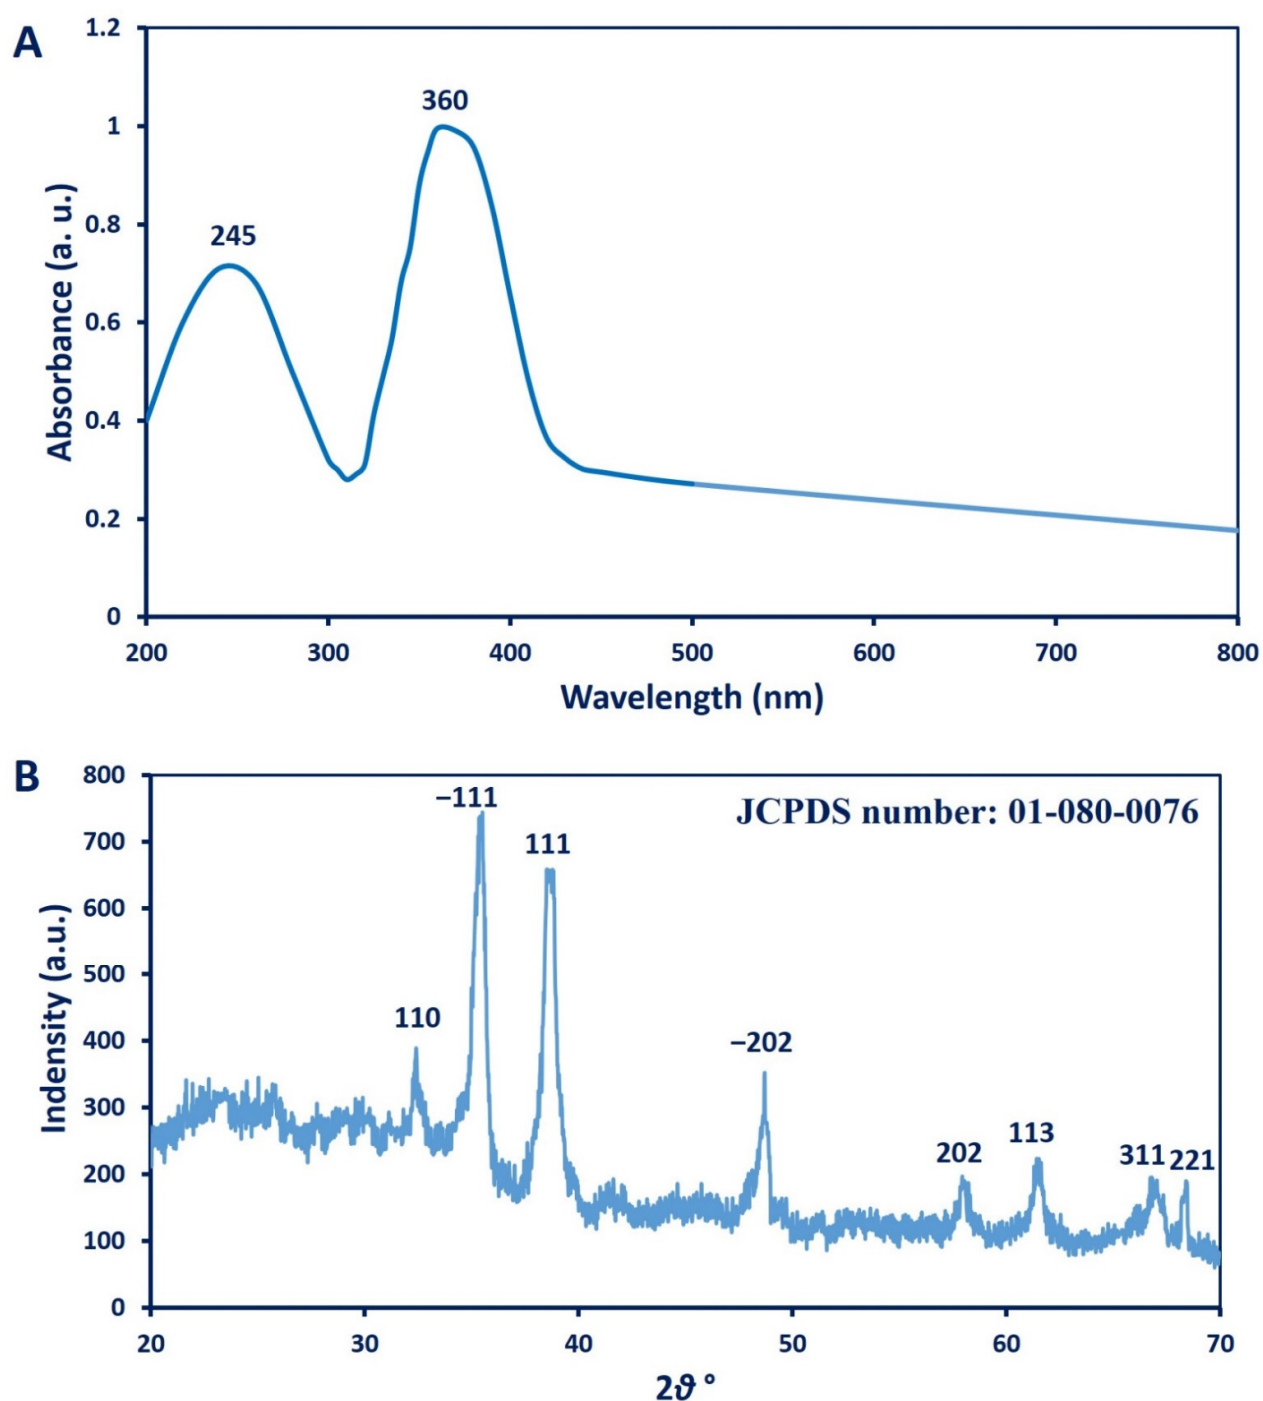 A
1.2
1
0.8
0.6
0.4
0.2
0
Absorbance (a. u.)
245
360
200 300 400 500 600 700 800
Wavelength (nm)
B
800
700
600
500
400
300
200
100
0
Indensity (a.u.)
JCPDS number: 01-080-0076
–111
111
110
–202
202
113
311
221
20 30 40 50 60 70
2ϑ °